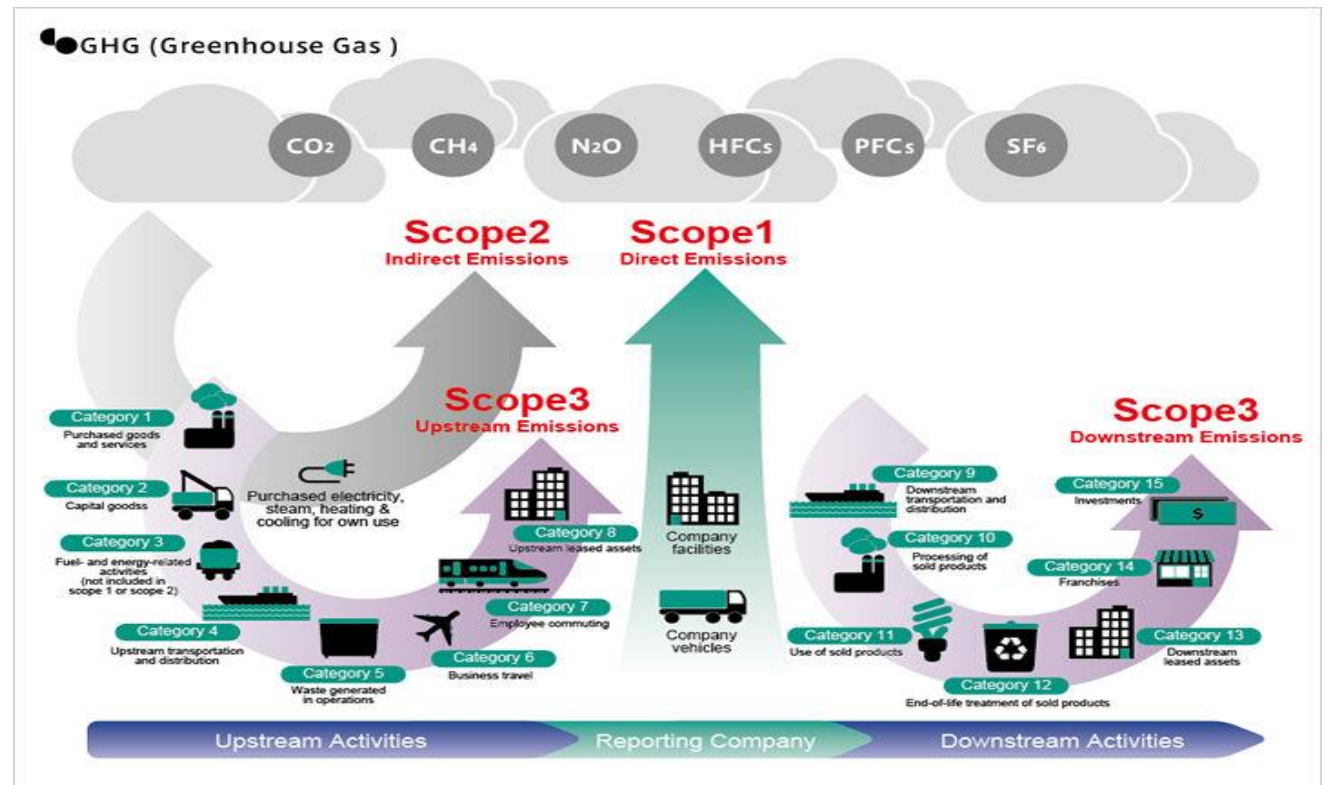 GHG (Greenhouse Gas )
CO2
CH4
N2O
HFCs
PFCs
SF6
Scope2
Indirect Emissions
Scope1
Direct Emissions
Scope3
Upstream Emissions
Scope3
Downstream Emissions
Category 1
Purchased goods
and services
Category 2
Capital goodss
Category 3
Fuel- and energy-related
activities
(not included in
scope 1 or scope 2)
Category 4
Upstream transportation
and distribution
Category 5
Waste generated
in operations
Category 6
Business travel
Category 7
Employee commuting
Category 8
Upstream leased assets
Purchased electricity,
steam, heating &
cooling for own use
Company
facilities
Company
vehicles
Category 9
Downstream
transportation and
distribution
Category 10
Processing of
sold products
Category 11
Use of sold products
Category 12
End-of-life treatment of sold products
Category 13
Downstream
leased assets
Category 14
Franchises
Category 15
Investments
$
Upstream Activities
Reporting Company
Downstream Activities